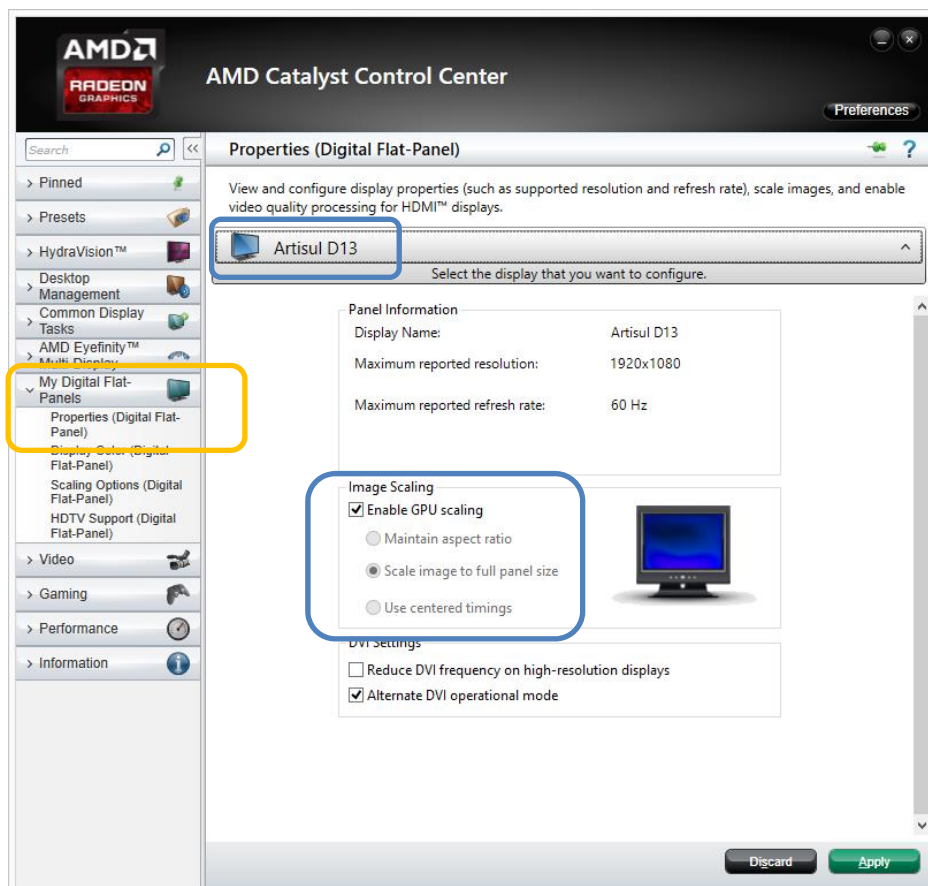 AMD
RADEON
GRAPHICS
AMD Catalyst Control Center
Preferences
Search
<<
Properties (Digital Flat-Panel)
?
> Pinned
> Presets
> HydraVision™
> Desktop
Management
> Common Display
Tasks
> AMD Eyefinity™
Multi-Display
My Digital Flat-
Panels
Properties (Digital Flat-
Panel)
Display Color (Digital
Flat-Panel)
Scaling Options (Digital
Flat-Panel)
HDTV Support (Digital
Flat-Panel)
> Video
> Gaming
> Performance
> Information
View and configure display properties (such as supported resolution and refresh rate), scale images, and enable
video quality processing for HDMI™ displays.
Artisul D13
Select the display that you want to configure.
Panel Information
Display Name: Artisul D13
Maximum reported resolution: 1920x1080
Maximum reported refresh rate: 60 Hz
Image Scaling
Enable GPU scaling
Maintain aspect ratio
Scale image to full panel size
Use centered timings
DVI Settings
Reduce DVI frequency on high-resolution displays
Alternate DVI operational mode
Discard
Apply